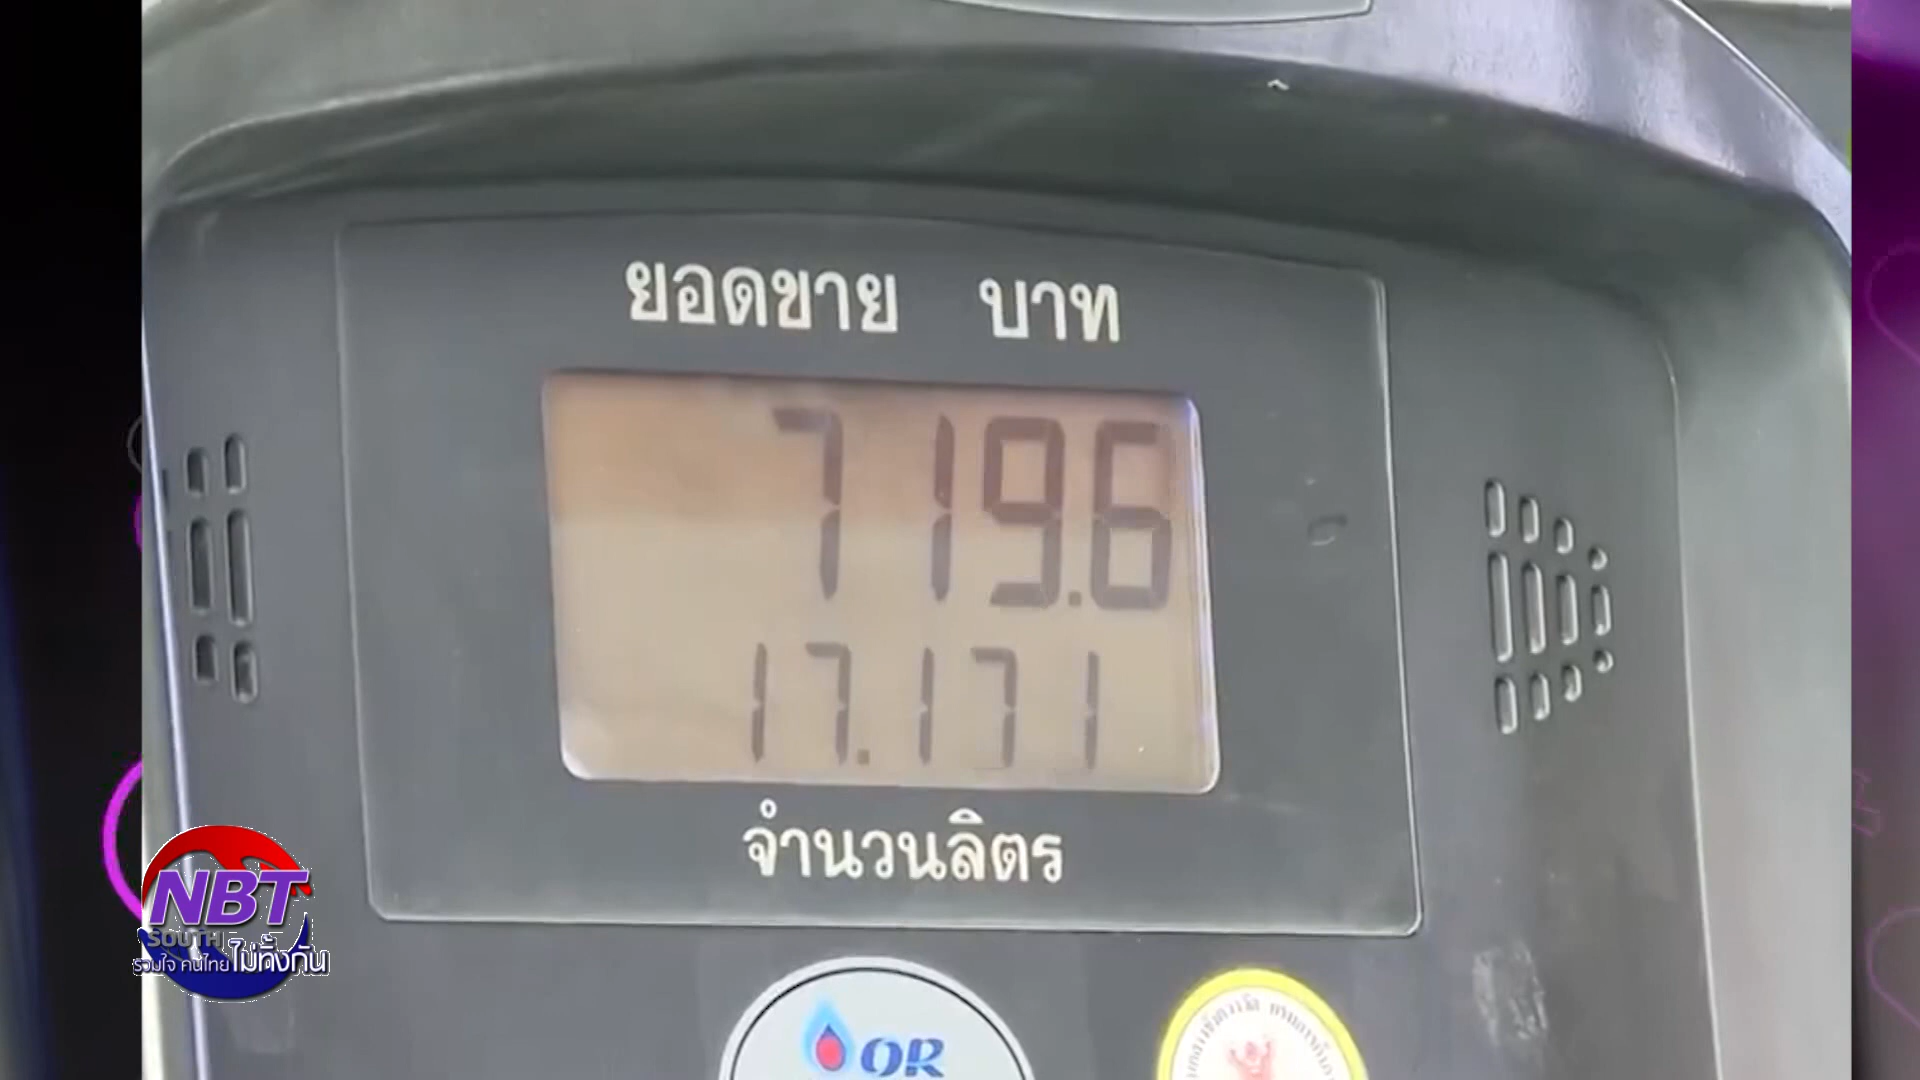 ยอดขาย บาท
719.6
17.171
จำนวนลิตร
OR
NBT
SOUTH
รวมใจ คนไทย ไม่ทิ้งกัน